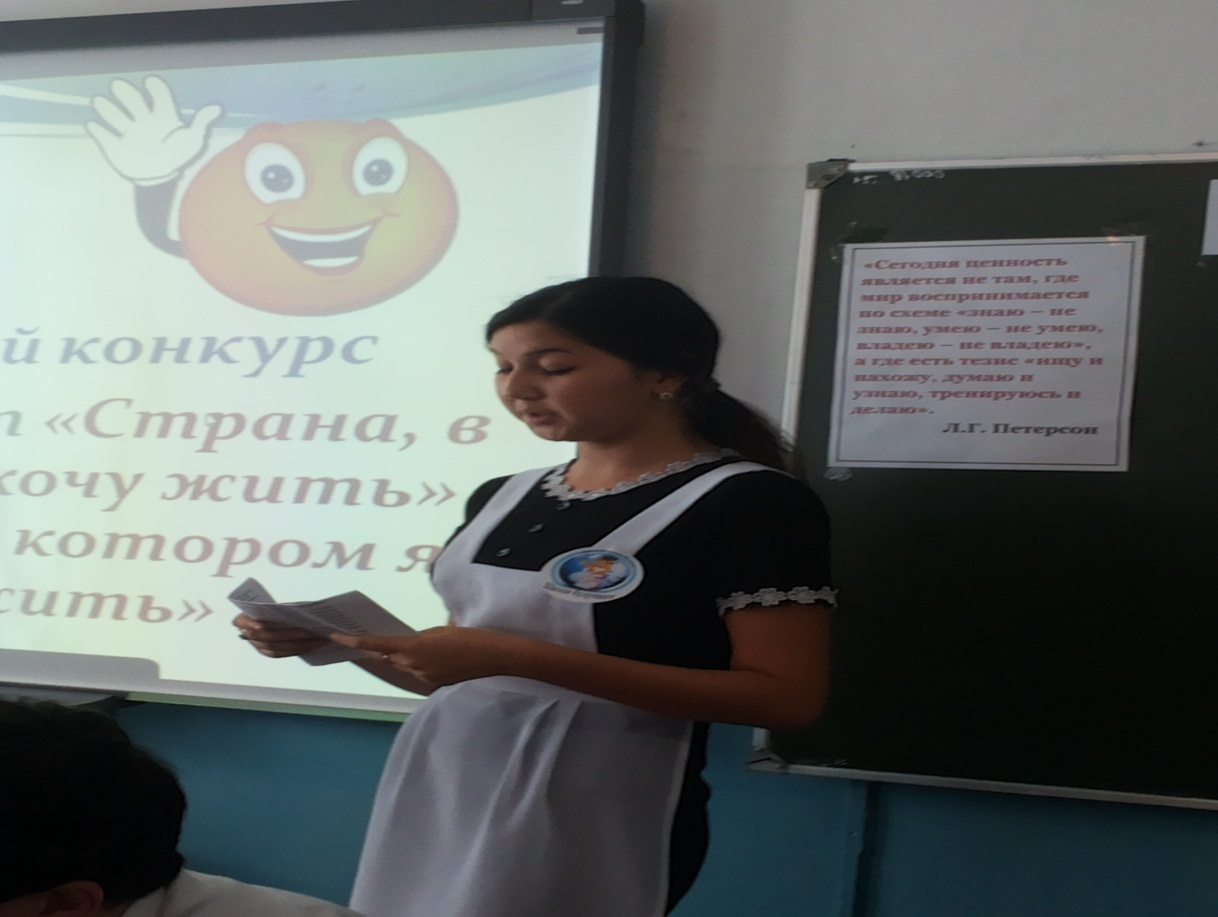 й конкурс
«Страна, в
хочу жить»
котором я
жить»
«Сегодня ценность
является не там, где
мир воспринимается
по схеме «знаю – не
знаю, умею – не умею,
владею – не владею»,
а где есть тезис «ищу и
нахожу, думаю и
узнаю, тренируюсь и
делаю».
Л.Г. Петерсон